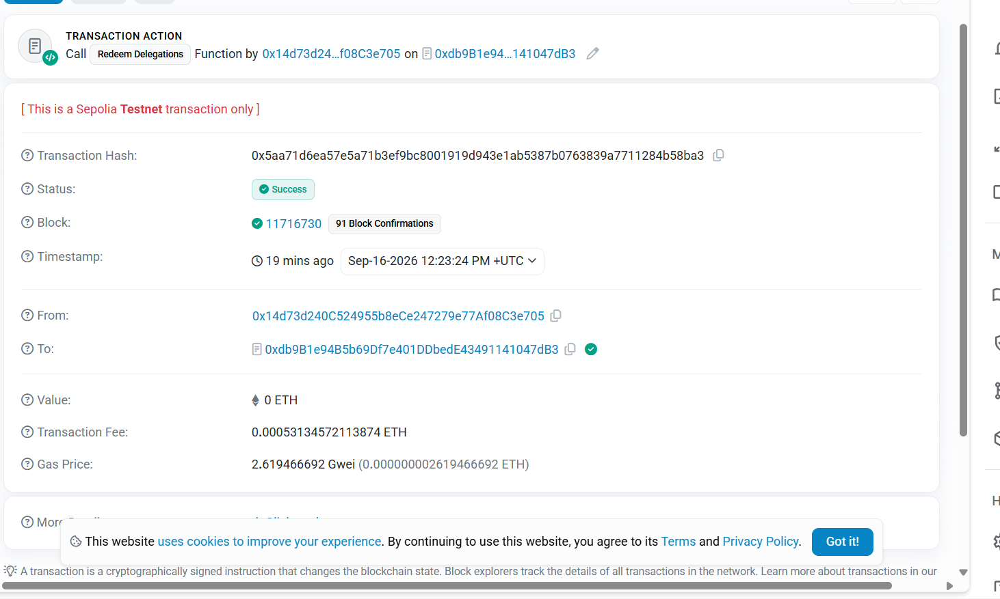 TRANSACTION ACTION
Call Redeem Delegations Function by 0x14d73d24...f08C3e705 on 0xdb9B1e94...141047dB3
[ This is a Sepolia Testnet transaction only ]
Transaction Hash: 0x5aa71d6ea57e5a71b3ef9bc8001919d943e1ab5387b0763839a7711284b58ba3
Status: Success
Block: 11716730 91 Block Confirmations
Timestamp: 19 mins ago Sep-16-2026 12:23:24 PM +UTC
From: 0x14d73d240C524955b8eCe247279e77Af08C3e705
To: 0xdb9B1e94B5b69Df7e401DDbedE43491141047dB3
Value: 0 ETH
Transaction Fee: 0.00053134572113874 ETH
Gas Price: 2.619466692 Gwei (0.000000002619466692 ETH)
More
This website uses cookies to improve your experience. By continuing to use this website, you agree to its Terms and Privacy Policy. Got it!
A transaction is a cryptographically signed instruction that changes the blockchain state. Block explorers track the details of all transactions in the network. Learn more about transactions in our